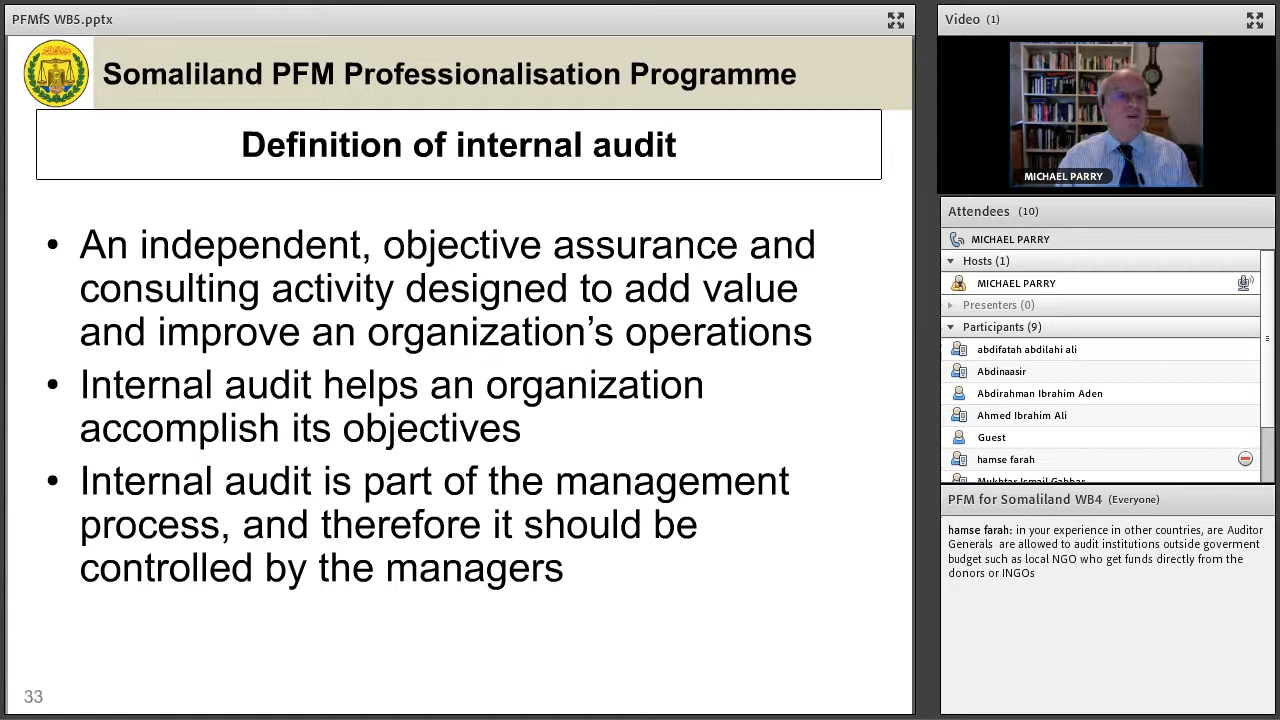 PFMfS WB5.pptx
Somaliland PFM Professionalisation Programme
Definition of internal audit
• An independent, objective assurance and
consulting activity designed to add value
and improve an organization’s operations
• Internal audit helps an organization
accomplish its objectives
• Internal audit is part of the management
process, and therefore it should be
controlled by the managers
33
Video (1)
MICHAEL PARRY
Attendees (10)
MICHAEL PARRY
Hosts (1)
MICHAEL PARRY
Presenters (0)
Participants (9)
abdifatah abdilahi ali
Abdinaasir
Abdirahman Ibrahim Aden
Ahmed Ibrahim Ali
Guest
hamse farah
Mukhtar Ismail Gabbar
PFM for Somaliland WB4 (Everyone)
hamse farah: in your experience in other countries, are Auditor
Generals are allowed to audit institutions outside goverment
budget such as local NGO who get funds directly from the
donors or INGOs